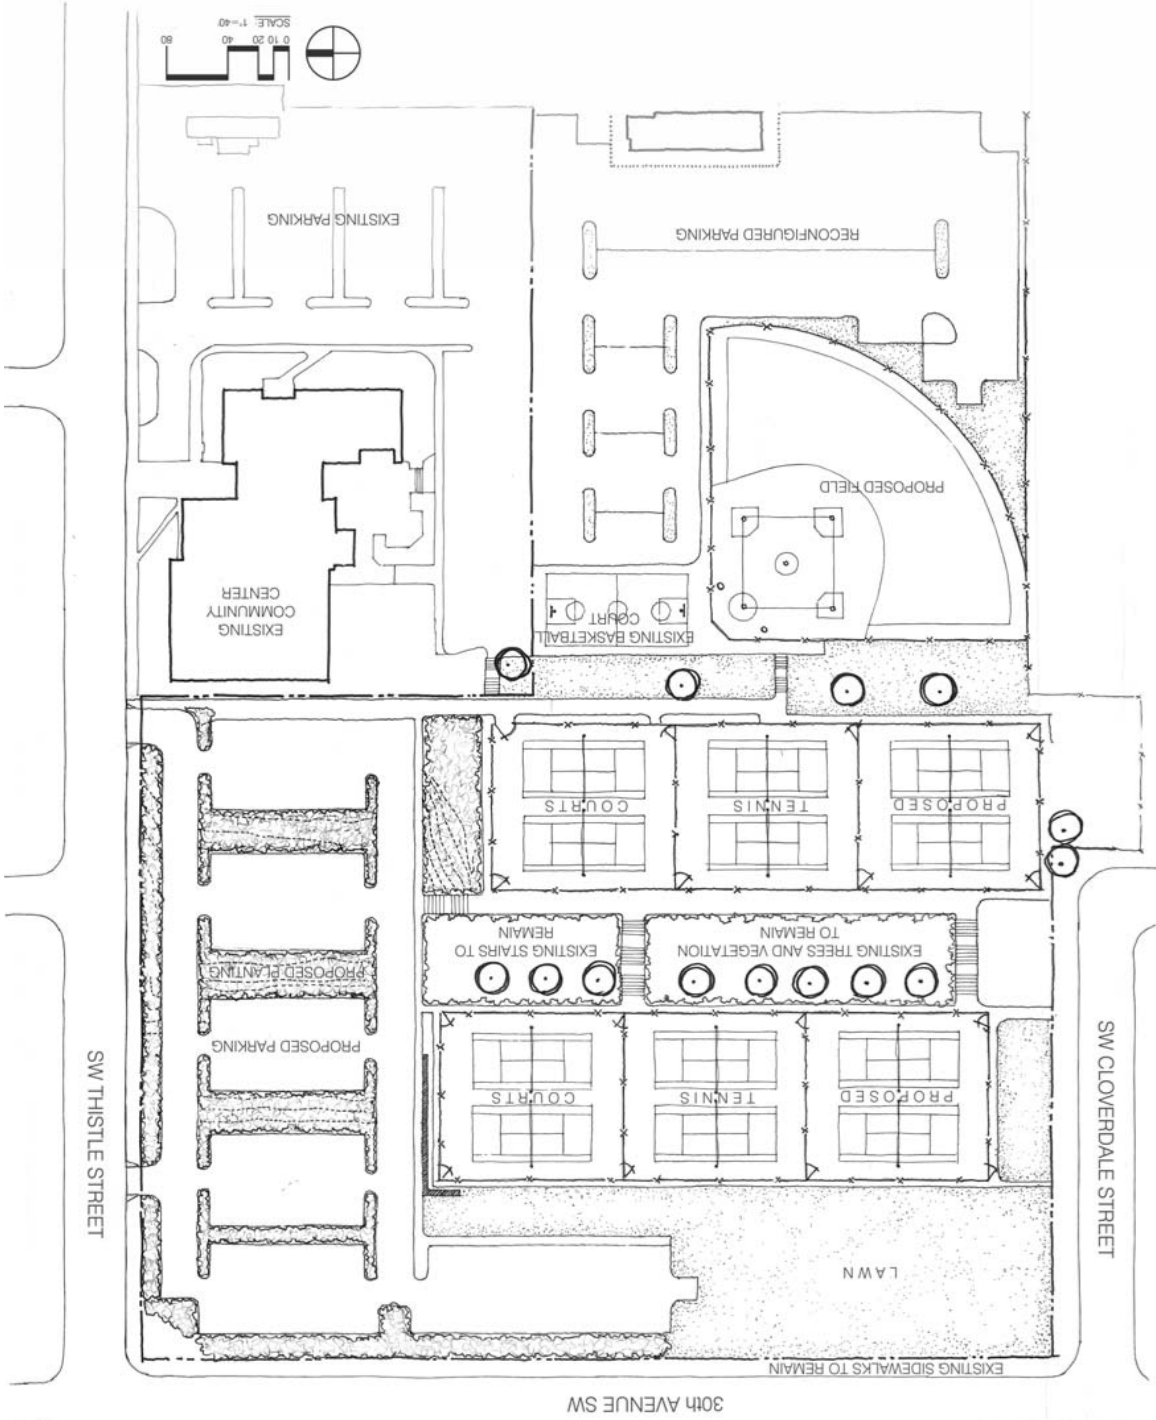 30th AVENUE SW
EXISTING SIDEWALKS TO REMAIN
LAWN
SW CLOVERDALE STREET
SW THISTLE STREET
PROPOSED TENNIS COURTS
PROPOSED PARKING
EXISTING TREES AND VEGETATION
TO REMAIN
EXISTING STAIRS TO
REMAIN
PROPOSED PLANTING
PROPOSED TENNIS COURTS
EXISTING BASKETBALL
COURT
EXISTING
COMMUNITY
CENTER
PROPOSED FIELD
RECONFIGURED PARKING
EXISTING PARKING
0 10 20 40 80
SCALE: 1"=40'